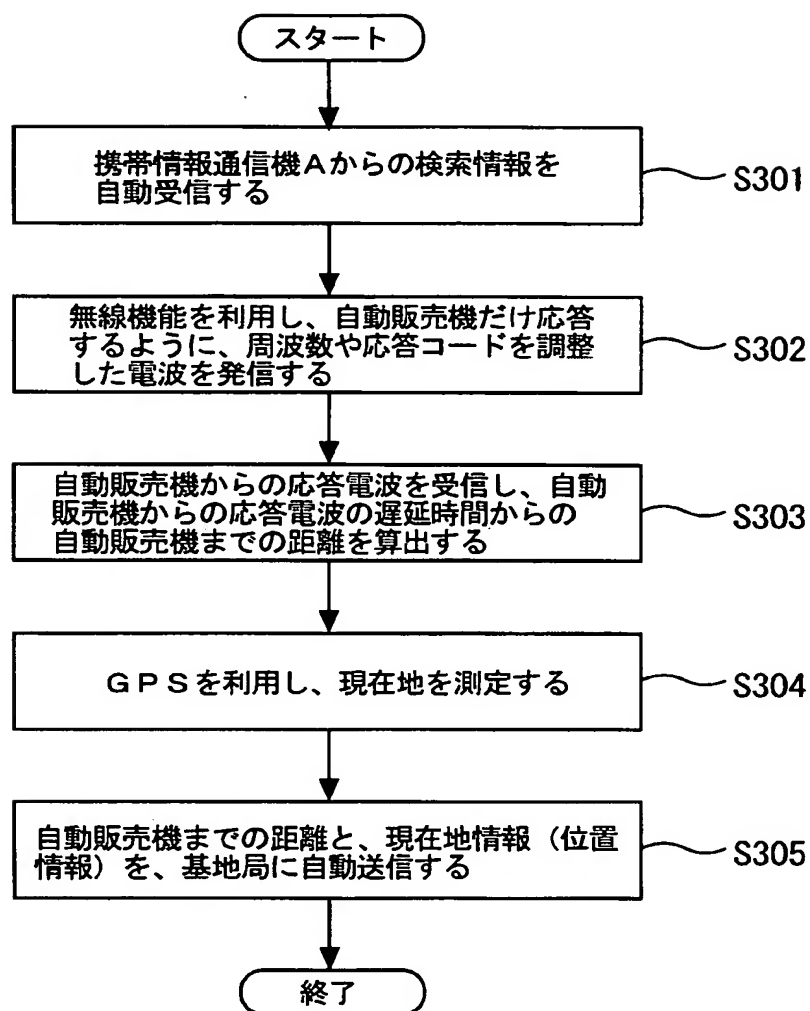 スタート
携帯情報通信機Aからの検索情報を
自動受信する
S301
無線機能を利用し、自動販売機だけ応答
するように、周波数や応答コードを調整
した電波を発信する
S302
自動販売機からの応答電波を受信し、自動
販売機からの応答電波の遅延時間からの
自動販売機までの距離を算出する
S303
GPSを利用し、現在地を測定する
S304
自動販売機までの距離と、現在地情報（位置
情報）を、基地局に自動送信する
S305
終了